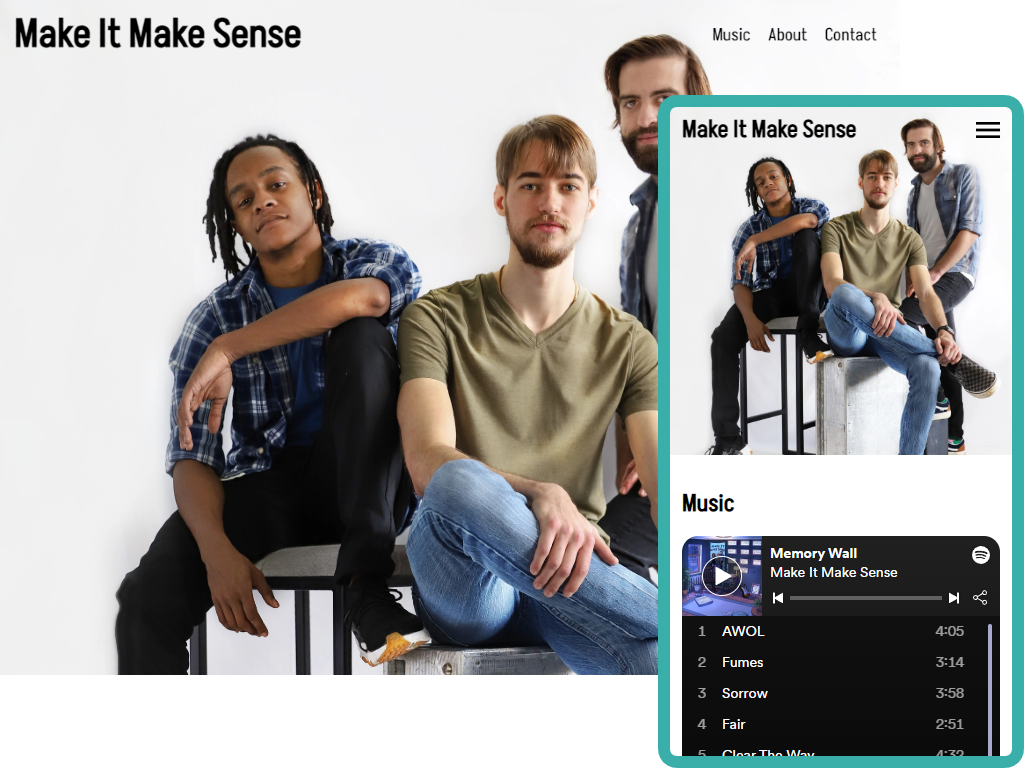 Make It Make Sense
Music About Contact
Make It Make Sense
Music
Memory Wall
Make It Make Sense
1 AWOL 4:05
2 Fumes 3:14
3 Sorrow 3:58
4 Fair 2:51
5 Clear The Way 4:32